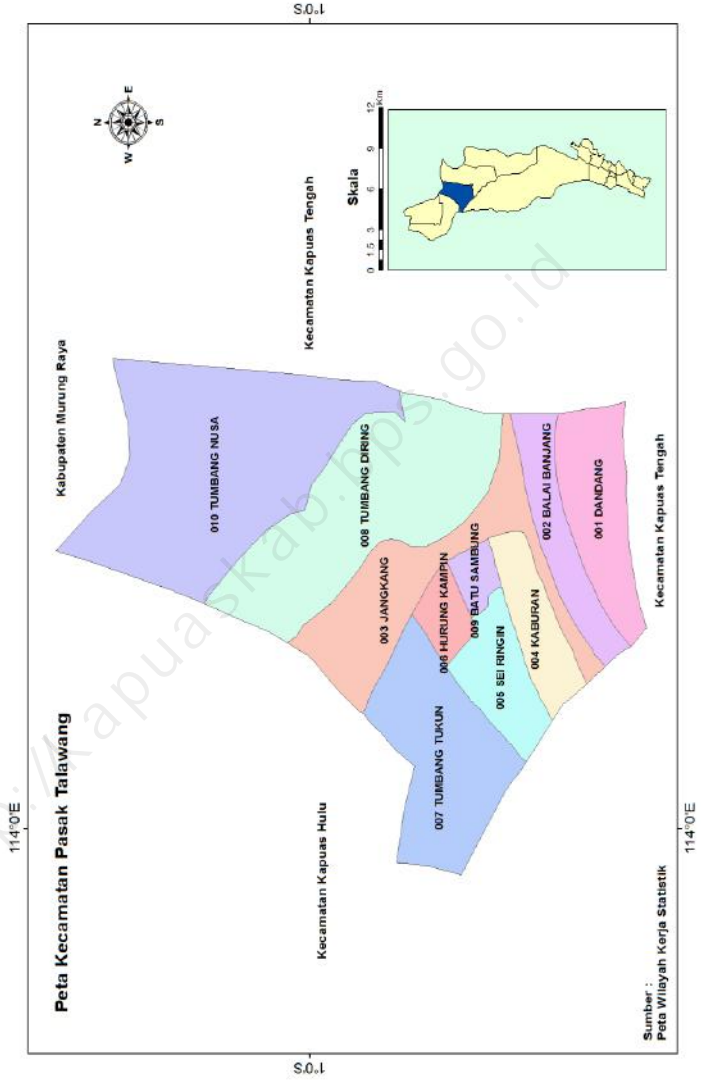 Peta Kecamatan Pasak Talawang
114°0'E
1°0'S
1°0'S
114°0'E
Kabupaten Murung Raya
N
W
E
S
Kecamatan Kapuas Hulu
Kecamatan Kapuas Tengah
Skala
0 1.5 3 6 9 12 Km
010 TUMBANG NUSA
008 TUMBANG DIRING
003 JANGKANG
007 TUMBANG TUKUN
006 HURUNG KAMPIN
009 BATU SAMBUNG
005 SEI RINGIN
004 KABURAN
002 BALAI BANJANG
001 DANDANG
Kecamatan Kapuas Tengah
Sumber :
Peta Wilayah Kerja Statistik
://kapuaskab.bps.go.id